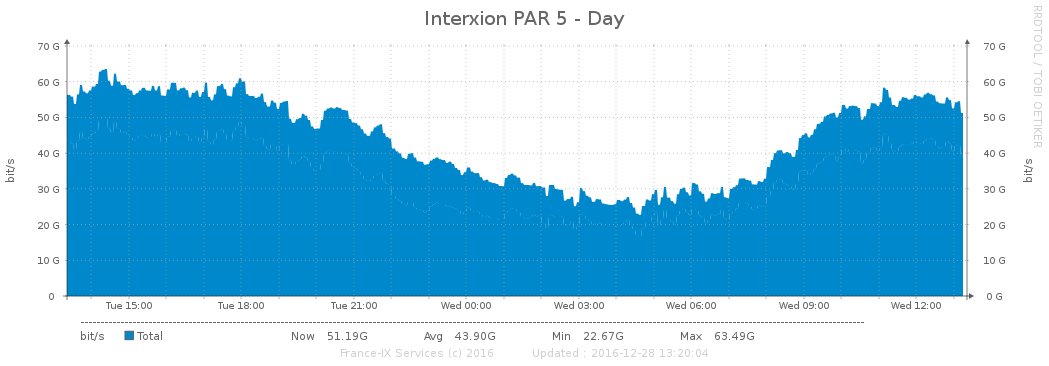 Interxion PAR 5 - Day
RRDTOOL / TOBI OETIKER
70 G 70 G
60 G 60 G
50 G 50 G
40 G 40 G
30 G 30 G
20 G 20 G
10 G 10 G
0 0 G
bit/s bit/s
Tue 15:00 Tue 18:00 Tue 21:00 Wed 00:00 Wed 03:00 Wed 06:00 Wed 09:00 Wed 12:00
bit/s Total Now 51.19G Avg 43.90G Min 22.67G Max 63.49G
France-IX Services (c) 2016 Updated : 2016-12-28 13:20:04